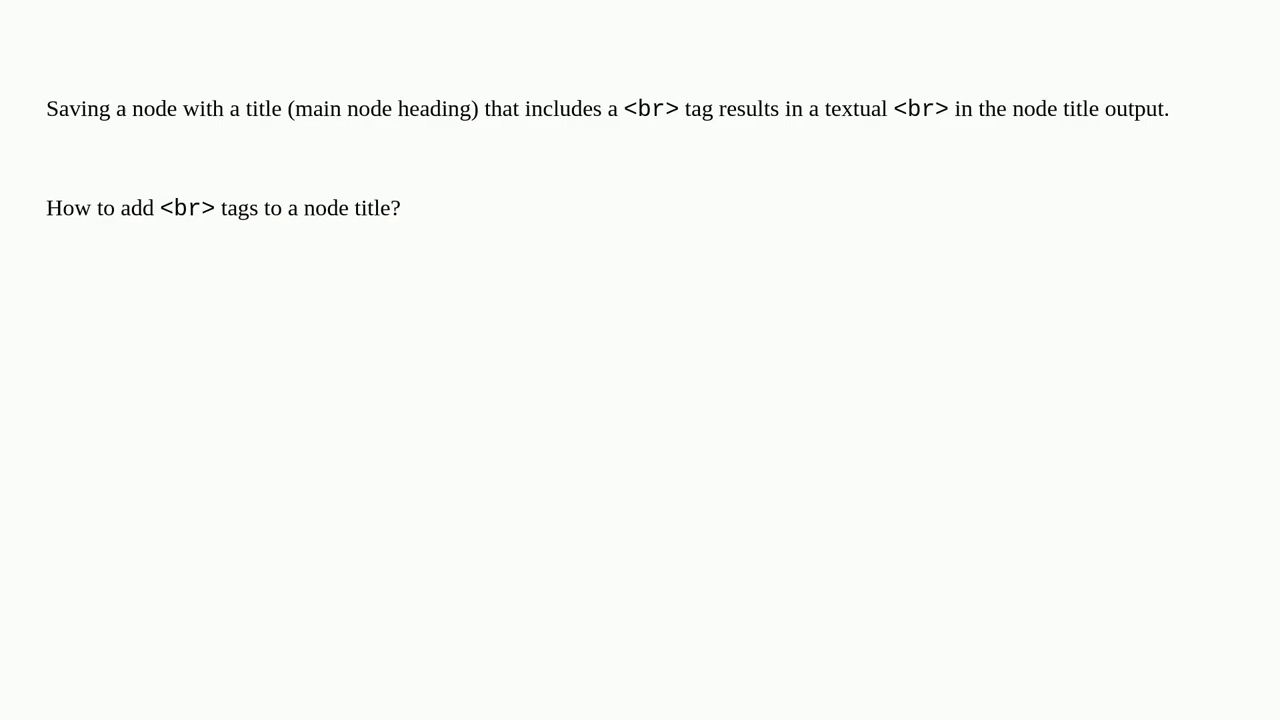 Saving a node with a title (main node heading) that includes a <br> tag results in a textual <br> in the node title output.
How to add <br> tags to a node title?